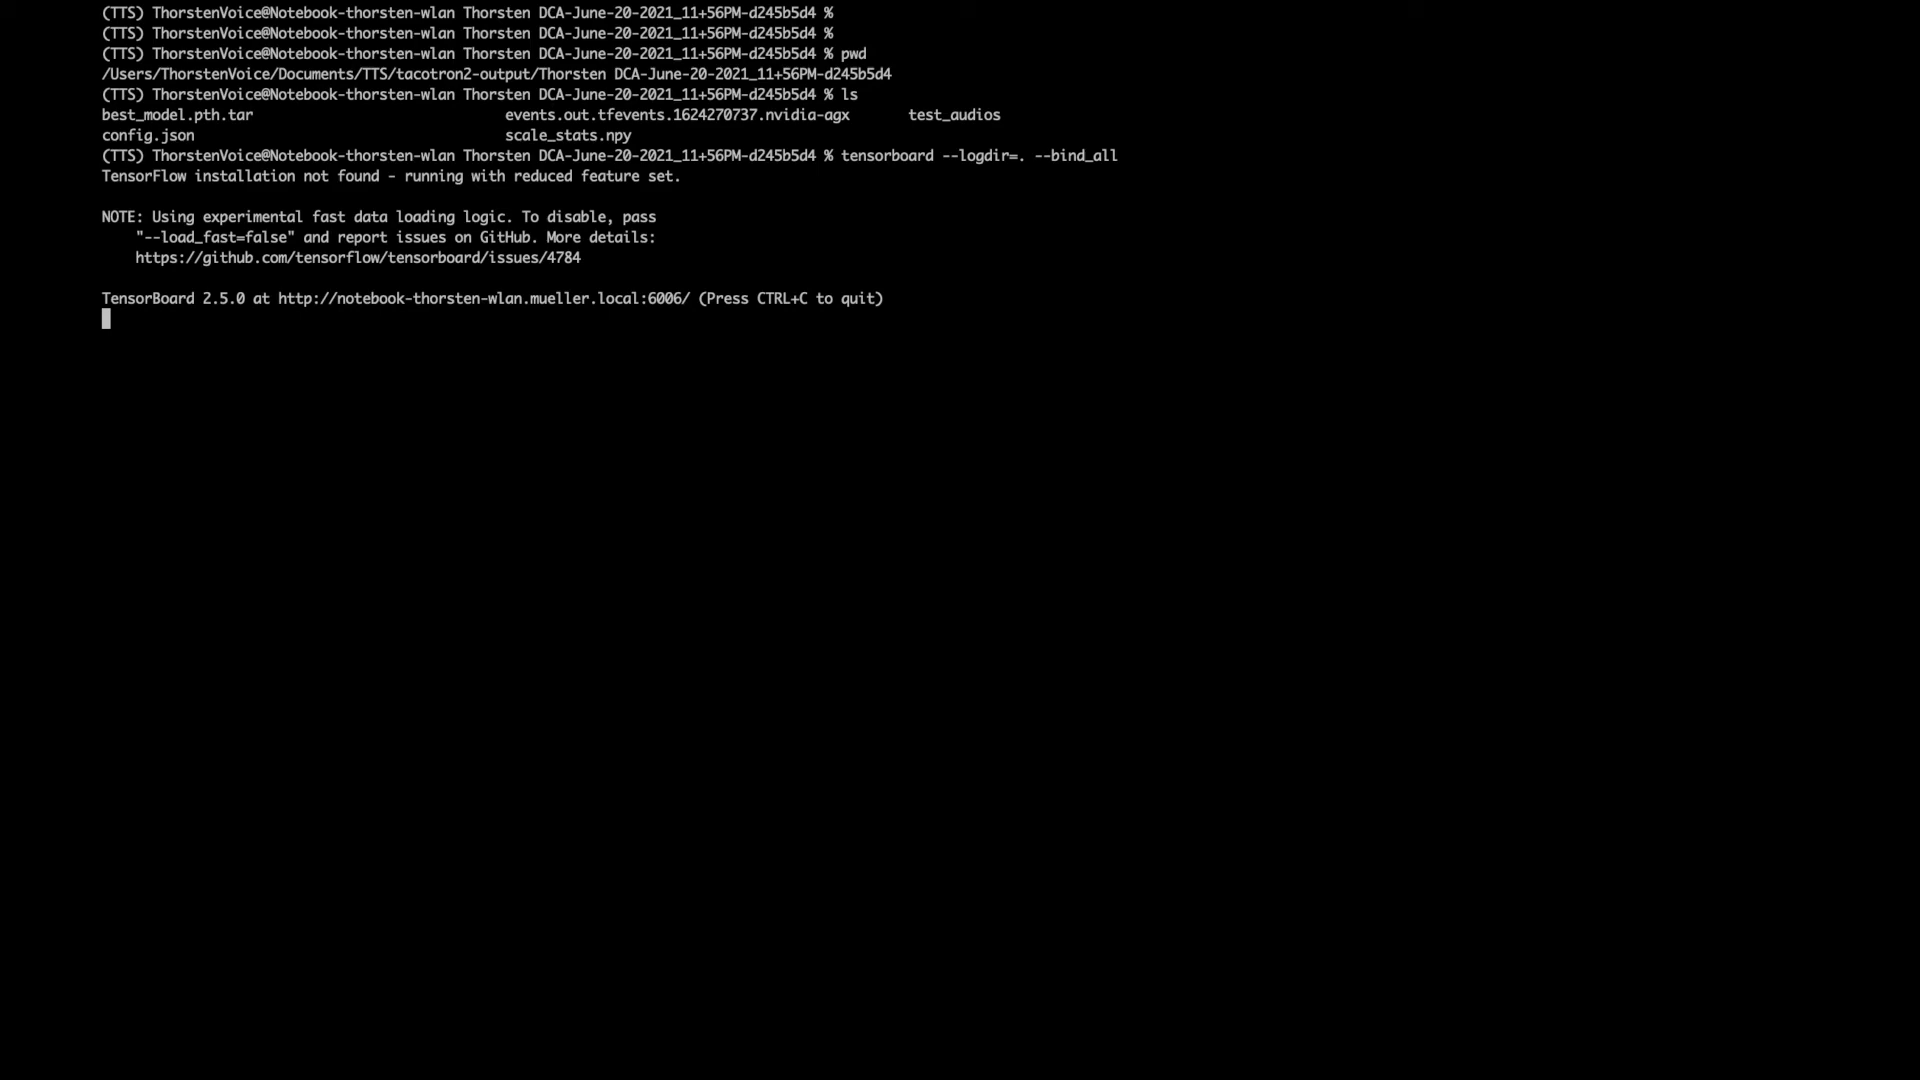 (TTS) ThorstenVoice@Notebook-thorsten-wlan Thorsten DCA-June-20-2021_11+56PM-d245b5d4 %
(TTS) ThorstenVoice@Notebook-thorsten-wlan Thorsten DCA-June-20-2021_11+56PM-d245b5d4 %
(TTS) ThorstenVoice@Notebook-thorsten-wlan Thorsten DCA-June-20-2021_11+56PM-d245b5d4 % pwd
/Users/ThorstenVoice/Documents/TTS/tacotron2-output/Thorsten DCA-June-20-2021_11+56PM-d245b5d4
(TTS) ThorstenVoice@Notebook-thorsten-wlan Thorsten DCA-June-20-2021_11+56PM-d245b5d4 % ls
best_model.pth.tar events.out.tfevents.1624270737.nvidia-agx test_audios
config.json scale_stats.npy
(TTS) ThorstenVoice@Notebook-thorsten-wlan Thorsten DCA-June-20-2021_11+56PM-d245b5d4 % tensorboard --logdir=. --bind_all
TensorFlow installation not found - running with reduced feature set.
NOTE: Using experimental fast data loading logic. To disable, pass
"--load_fast=false" and report issues on GitHub. More details:
https://github.com/tensorflow/tensorboard/issues/4784
TensorBoard 2.5.0 at http://notebook-thorsten-wlan.mueller.local:6006/ (Press CTRL+C to quit)